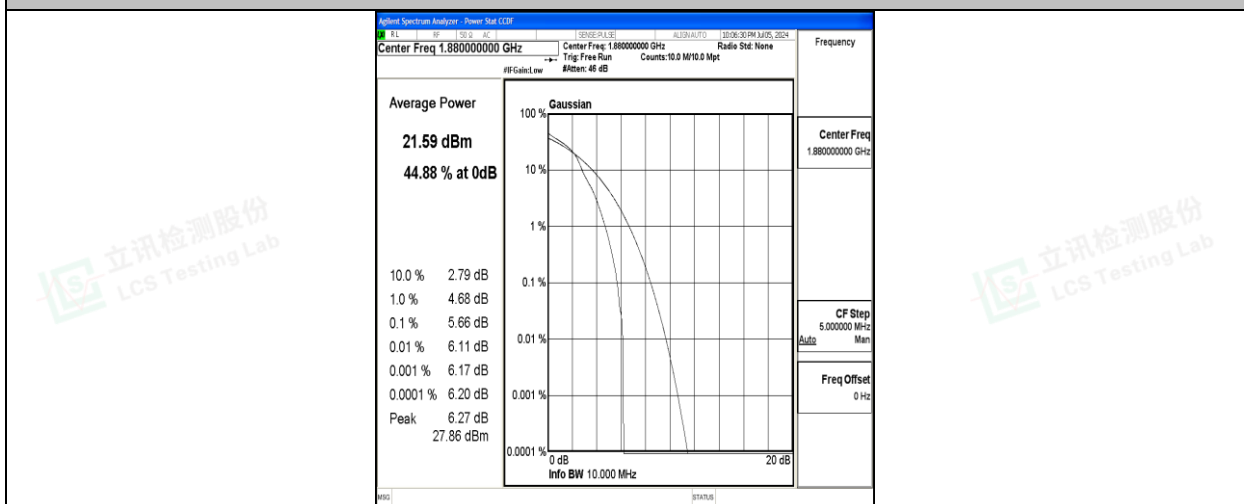 Agilent Spectrum Analyzer - Power Stat CCDF
RL RF 50 Ω AC SENSE:PULSE ALIGN AUTO 10:06:30 PM Jul 05, 2024
Center Freq 1.880000000 GHz
Center Freq: 1.880000000 GHz Radio Std: None
Trig: Free Run Counts:10.0 M/10.0 Mpt
#IFGain:Low #Atten: 46 dB
Frequency
Average Power
21.59 dBm
44.88 % at 0dB
10.0 % 2.79 dB
1.0 % 4.68 dB
0.1 % 5.66 dB
0.01 % 6.11 dB
0.001 % 6.17 dB
0.0001 % 6.20 dB
Peak 6.27 dB
27.86 dBm
Gaussian
100 %
10 %
1 %
0.1 %
0.01 %
0.001 %
0.0001 %
0 dB 20 dB
Info BW 10.000 MHz
Center Freq
1.880000000 GHz
CF Step
5.000000 MHz
Auto Man
Freq Offset
0 Hz
MSG STATUS
立讯检测股份
LCS Testing Lab
立讯检测股份
LCS Testing Lab